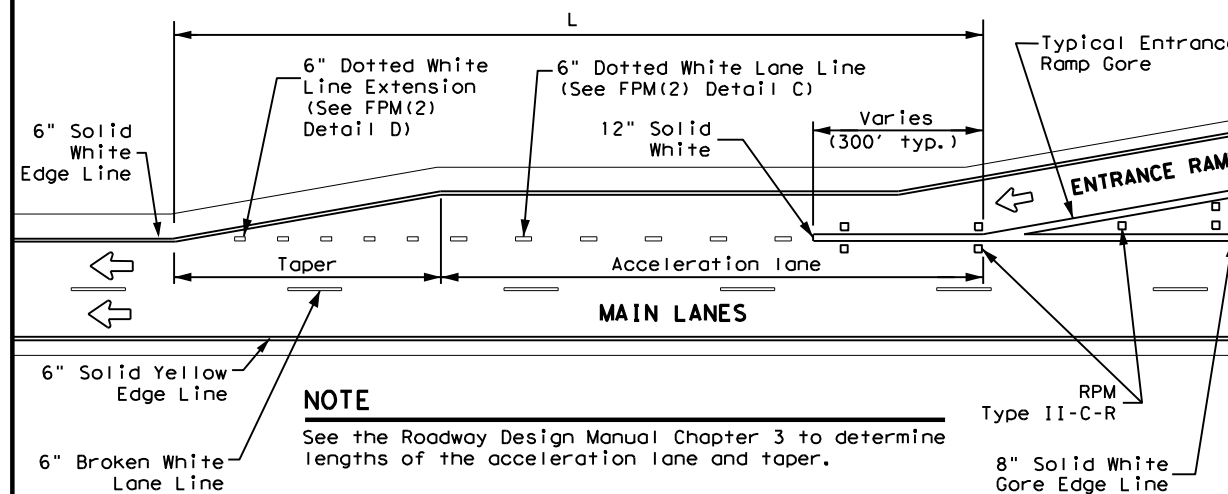 L
Typical Entrance
Ramp Gore
6" Dotted White
Line Extension
(See FPM(2)
Detail D)
6" Dotted White Lane Line
(See FPM(2) Detail C)
Varies
(300' typ.)
12" Solid
White
6" Solid
White
Edge Line
ENTRANCE RAM
Taper
Acceleration lane
MAIN LANES
6" Solid Yellow
Edge Line
NOTE
See the Roadway Design Manual Chapter 3 to determine
lengths of the acceleration lane and taper.
RPM
Type II-C-R
6" Broken White
Lane Line
8" Solid White
Gore Edge Line